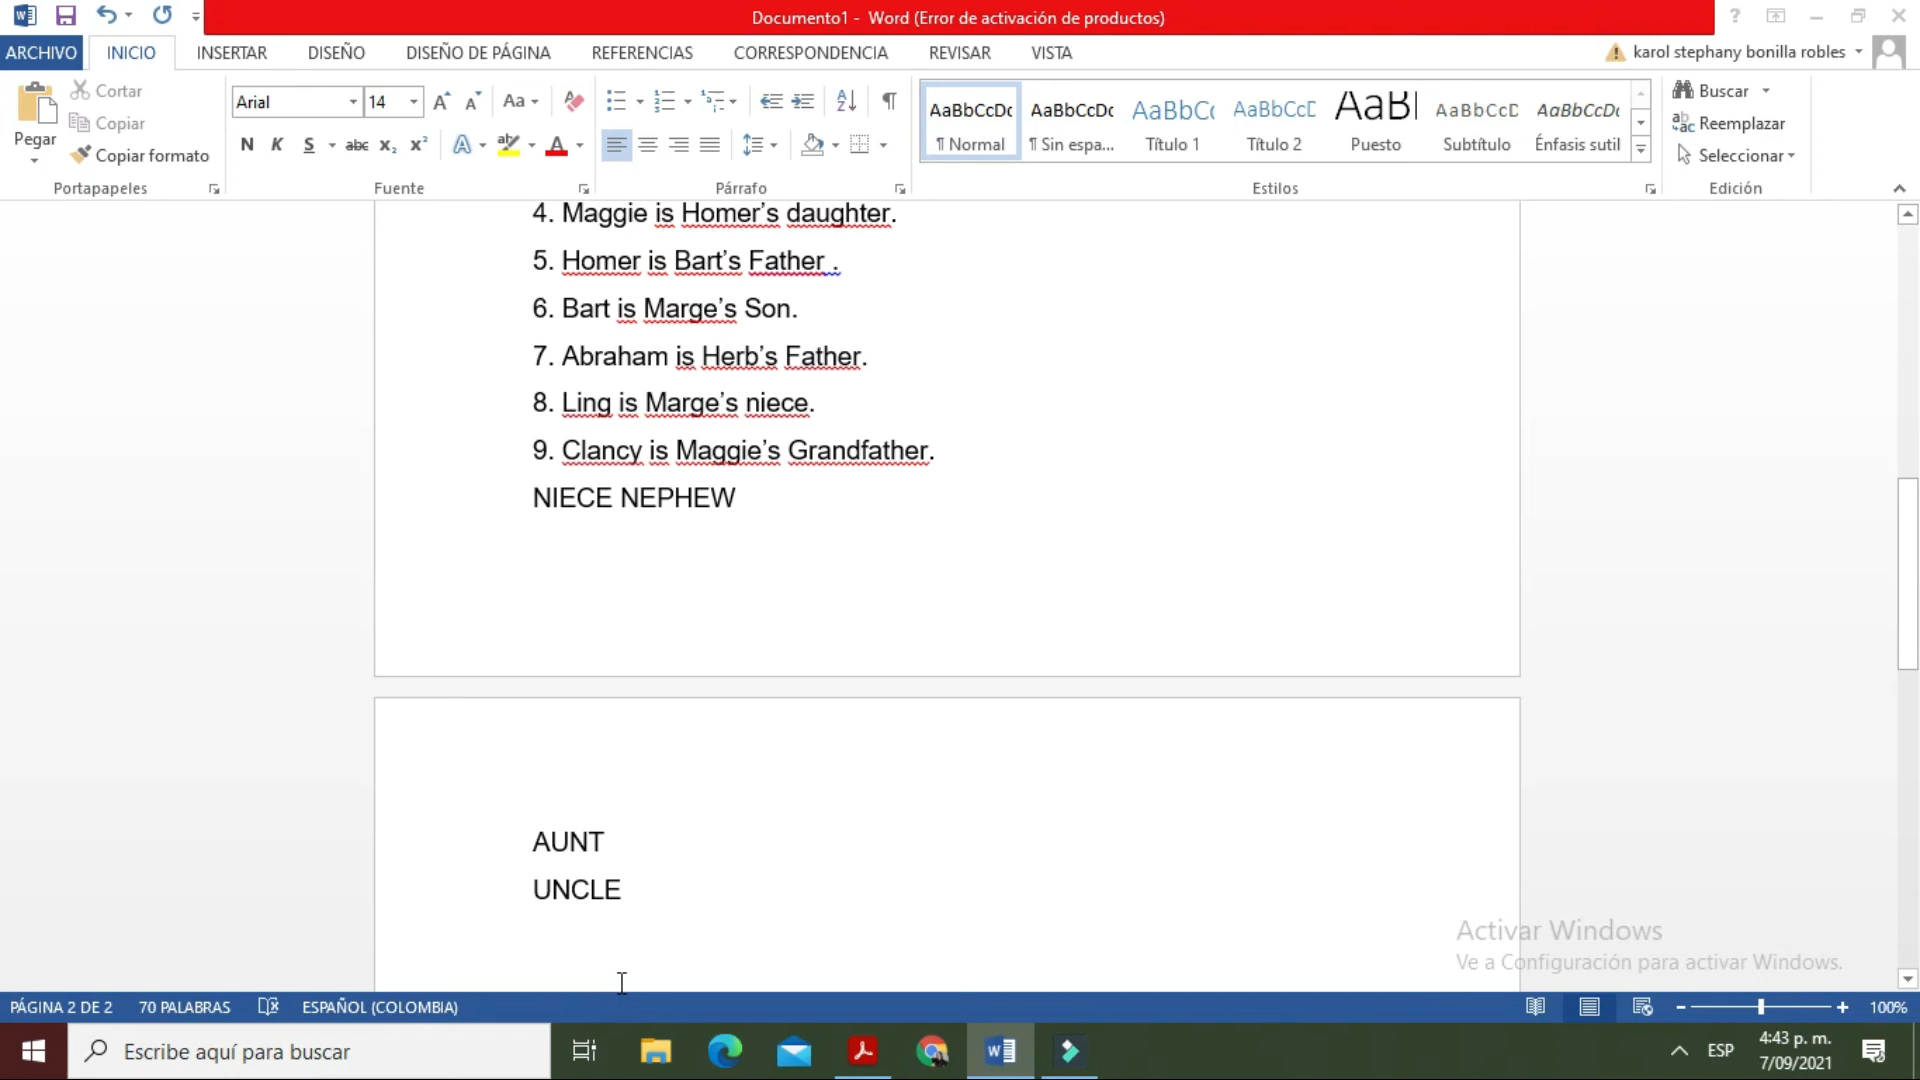 Documento1 - Word (Error de activación de productos)
ARCHIVO INICIO INSERTAR DISEÑO DISEÑO DE PÁGINA REFERENCIAS CORRESPONDENCIA REVISAR VISTA karol stephany bonilla robles
Pegar
Cortar
Copiar
Copiar formato
Portapapeles
Arial 14
Fuente
Párrafo
AaBbCcDc AaBbCcDc AaBbC AaBbCcD AaBl AaBbCcD AaBbCcDc
¶ Normal ¶ Sin espa... Título 1 Título 2 Puesto Subtítulo Énfasis sutil
Estilos
Buscar
Reemplazar
Seleccionar
Edición
4. Maggie is Homer’s daughter.
5. Homer is Bart’s Father .
6. Bart is Marge’s Son.
7. Abraham is Herb’s Father.
8. Ling is Marge’s niece.
9. Clancy is Maggie’s Grandfather.
NIECE NEPHEW
AUNT
UNCLE
Activar Windows
Ve a Configuración para activar Windows.
PÁGINA 2 DE 2 70 PALABRAS ESPAÑOL (COLOMBIA) 100%
Escribe aquí para buscar
ESP
4:43 p. m.
7/09/2021